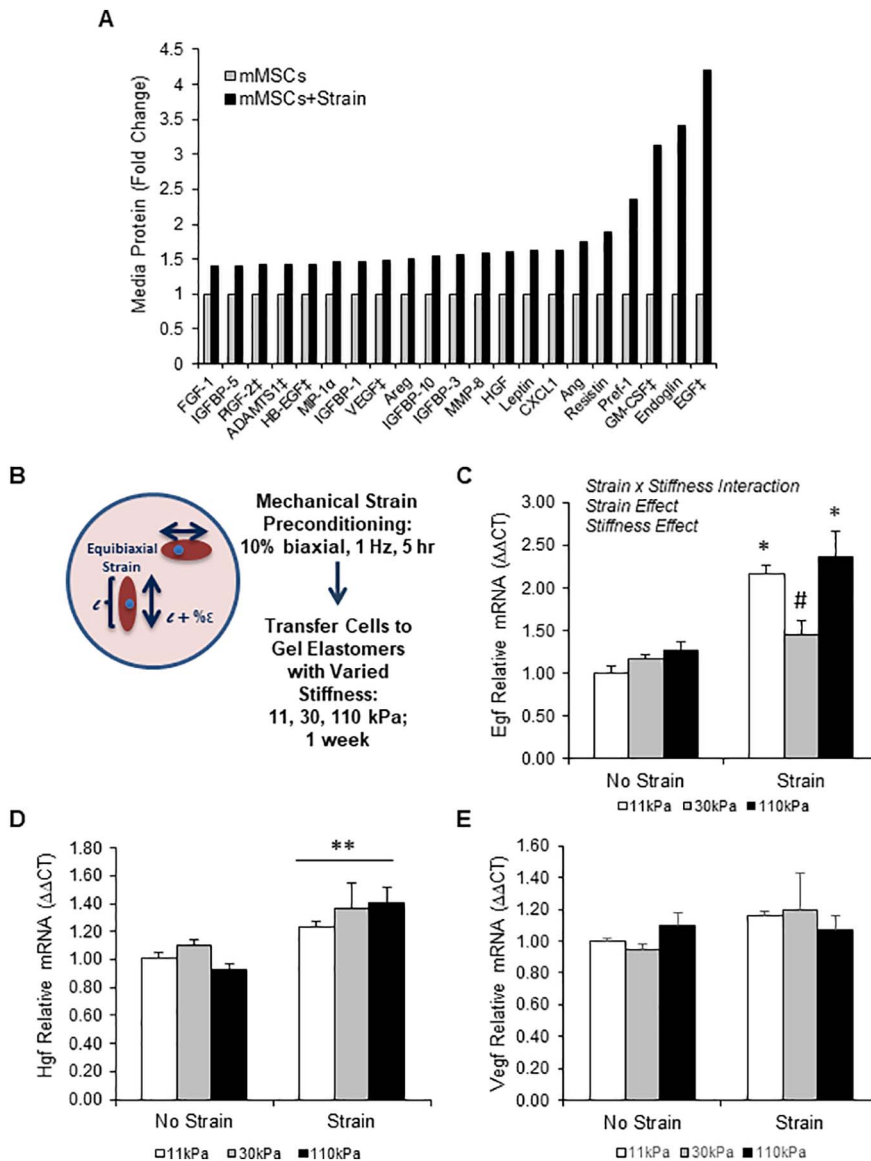 A
4.5
4
3.5
3
2.5
2
1.5
1
0.5
0
Media Protein (Fold Change)
mMSCs
mMSCs+Strain
FGF-1
IGFBP-5
PlGF-2‡
ADAMTS1‡
HB-EGF‡
MIP-1α
IGFBP-1
VEGF‡
Areg
IGFBP-10
IGFBP-3
MMP-8
HGF
Leptin
CXCL1
Ang
Resistin
Pref-1
GM-CSF‡
Endoglin
EGF‡
B
Equibiaxial
Strain
ℓ
ℓ + %ε
Mechanical Strain
Preconditioning:
10% biaxial, 1 Hz, 5 hr
Transfer Cells to
Gel Elastomers
with Varied
Stiffness:
11, 30, 110 kPa;
1 week
C
Strain x Stiffness Interaction
Strain Effect
Stiffness Effect
3.00
2.50
2.00
1.50
1.00
0.50
0.00
Egf Relative mRNA (ΔΔCT)
*
#
*
No Strain Strain
11kPa 30kPa 110kPa
D
1.80
1.60
1.40
1.20
1.00
0.80
0.60
0.40
0.20
0.00
Hgf Relative mRNA (ΔΔCT)
**
No Strain Strain
11kPa 30kPa 110kPa
E
1.60
1.40
1.20
1.00
0.80
0.60
0.40
0.20
0.00
Vegf Relative mRNA (ΔΔCT)
No Strain Strain
11kPa 30kPa 110kPa